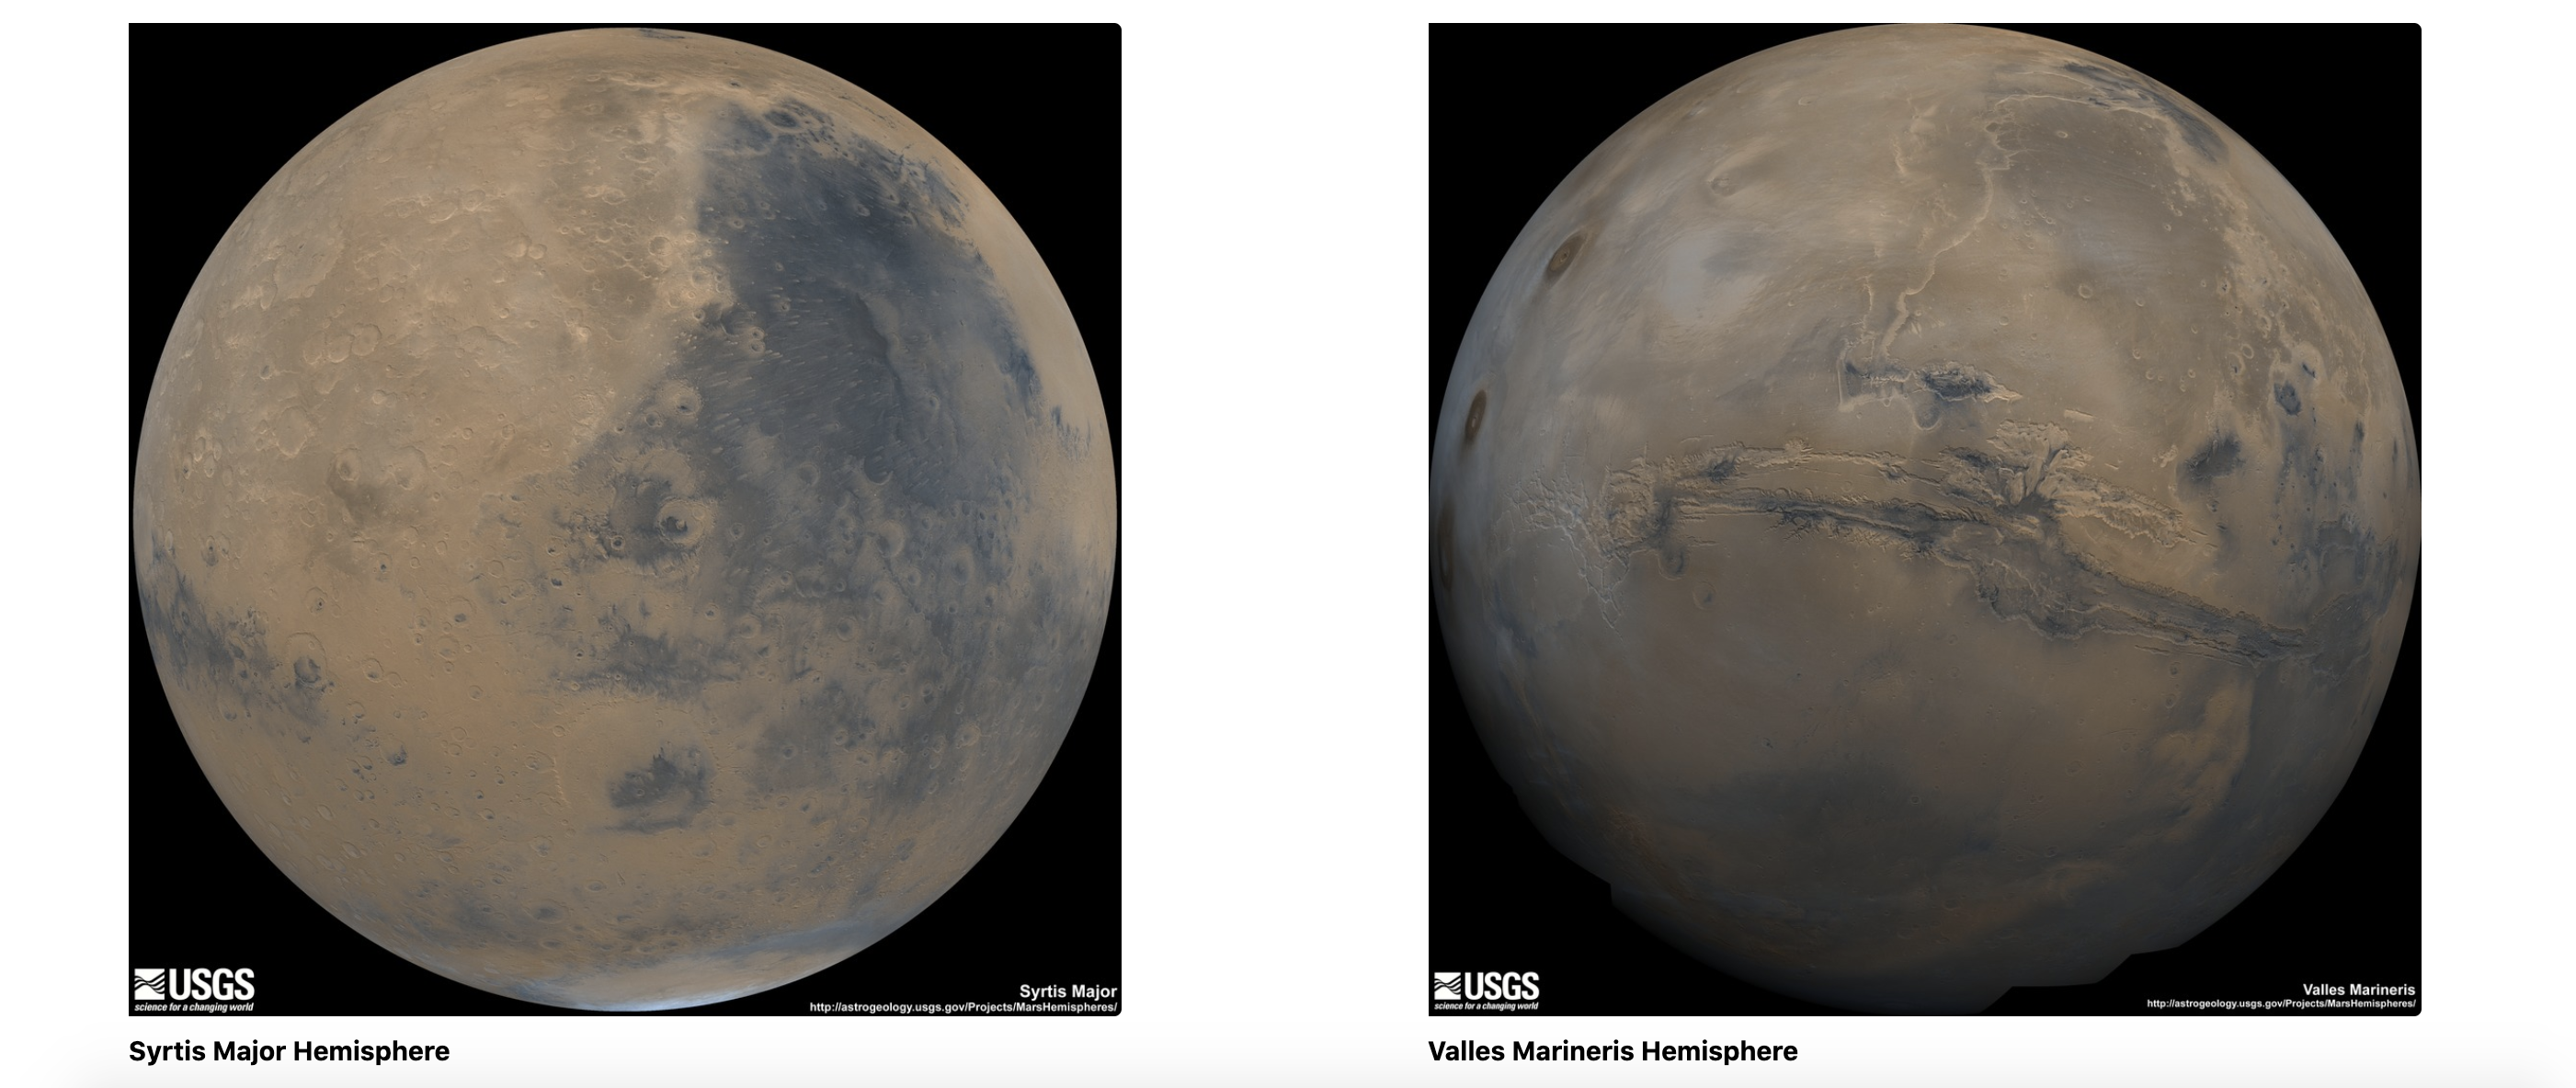 USGS
science for a changing world
Syrtis Major
http://astrogeology.usgs.gov/Projects/MarsHemispheres/
Syrtis Major Hemisphere
USGS
science for a changing world
Valles Marineris
http://astrogeology.usgs.gov/Projects/MarsHemispheres/
Valles Marineris Hemisphere